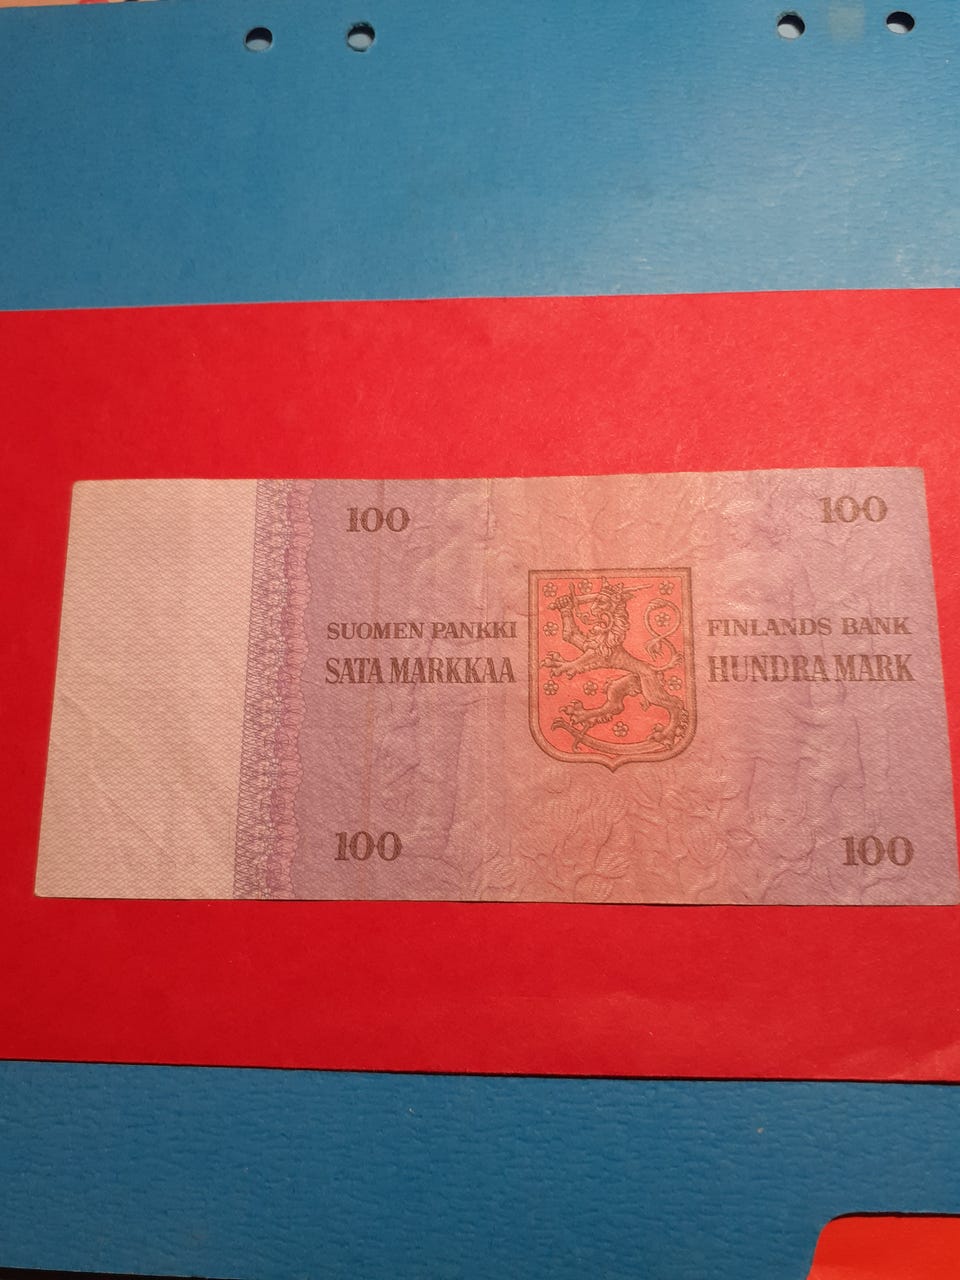 100 100
SUOMEN PANKKI FINLANDS BANK
SATA MARKKAA HUNDRA MARK
100 100